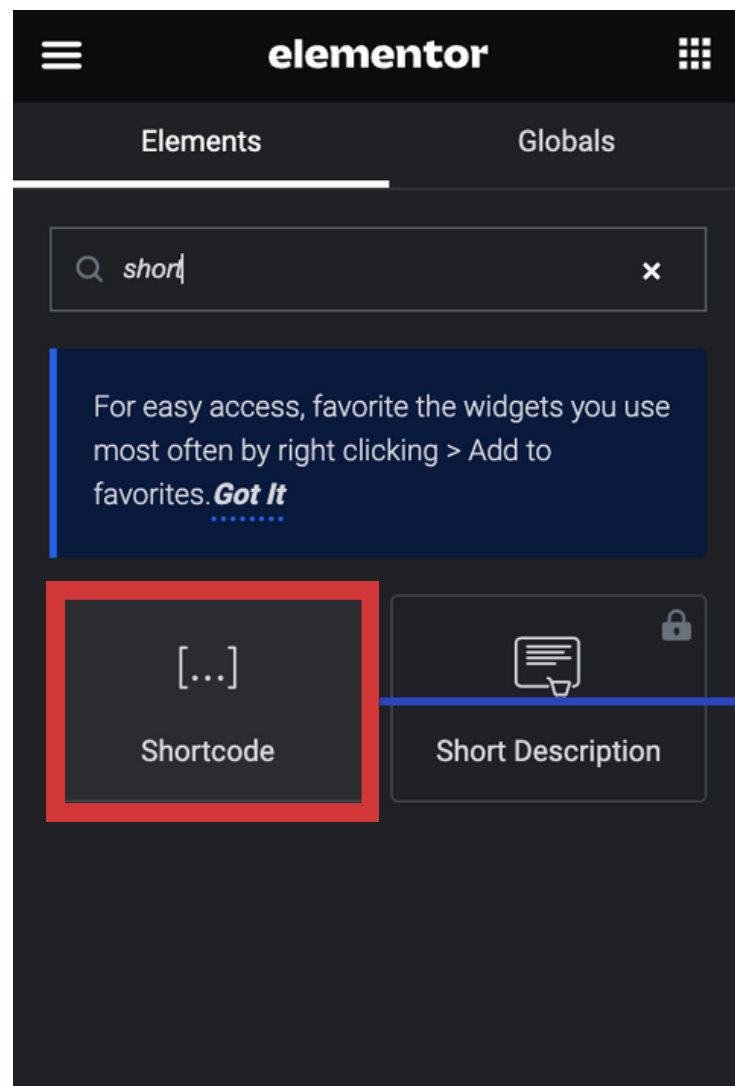 elementor
Elements
Globals
short
For easy access, favorite the widgets you use
most often by right clicking > Add to
favorites. Got It
[...]
Shortcode
Short Description